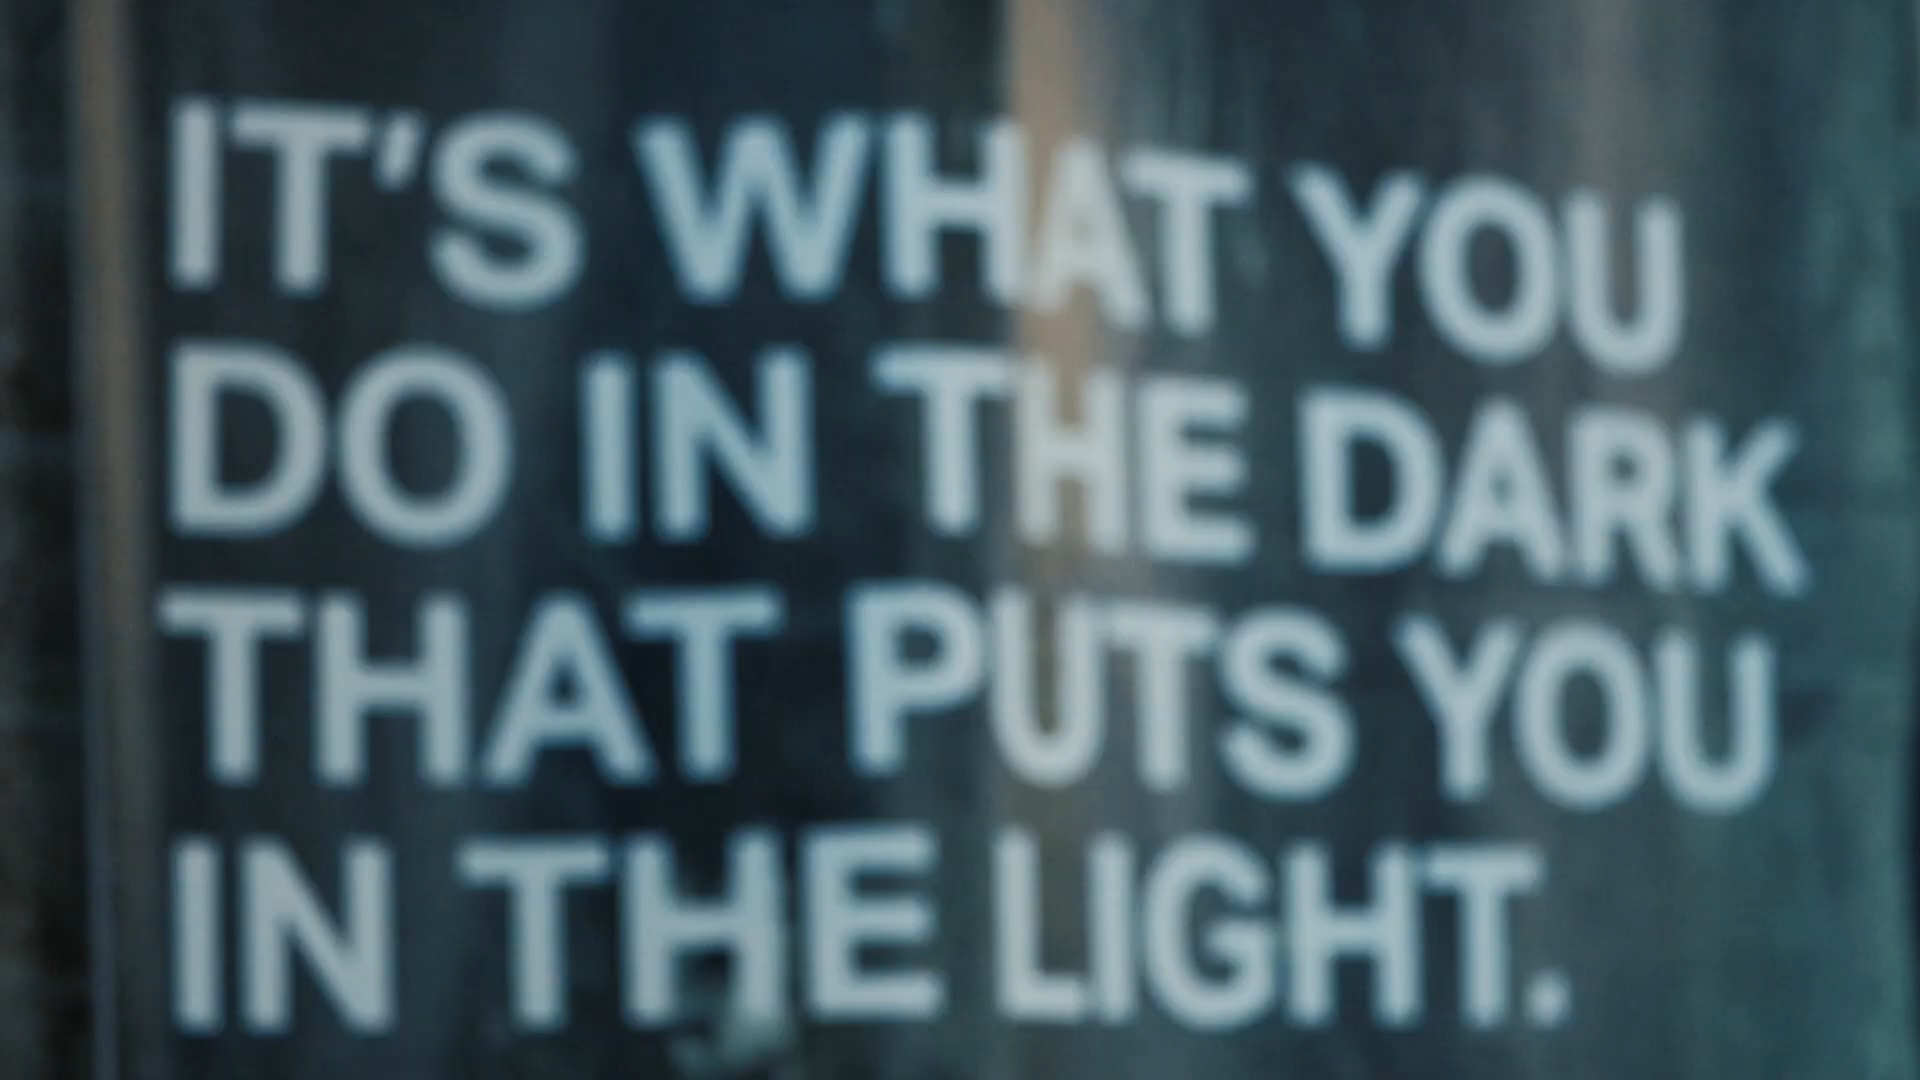 IT'S WHAT YOU
DO IN THE DARK
THAT PUTS YOU
IN THE LIGHT.